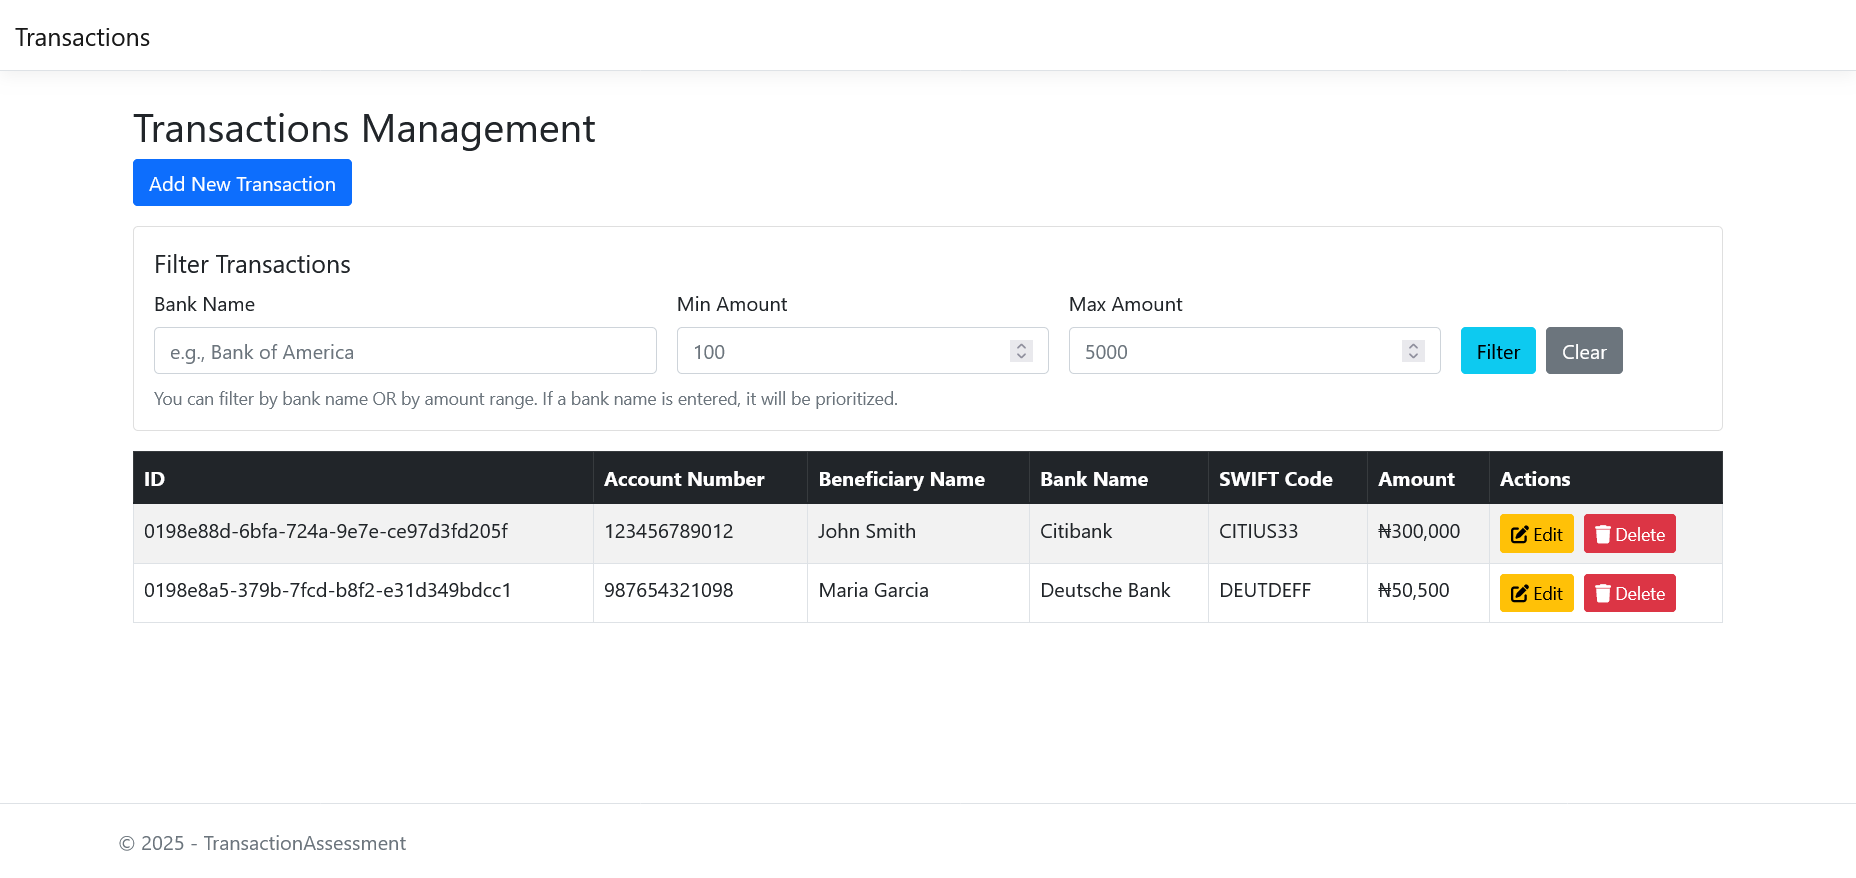 Transactions
Transactions Management
Add New Transaction
Filter Transactions
Bank Name Min Amount Max Amount
e.g., Bank of America 100 5000 Filter Clear
You can filter by bank name OR by amount range. If a bank name is entered, it will be prioritized.
ID Account Number Beneficiary Name Bank Name SWIFT Code Amount Actions
0198e88d-6bfa-724a-9e7e-ce97d3fd205f 123456789012 John Smith Citibank CITIUS33 ₦300,000 Edit Delete
0198e8a5-379b-7fcd-b8f2-e31d349bdcc1 987654321098 Maria Garcia Deutsche Bank DEUTDEFF ₦50,500 Edit Delete
© 2025 - TransactionAssessment